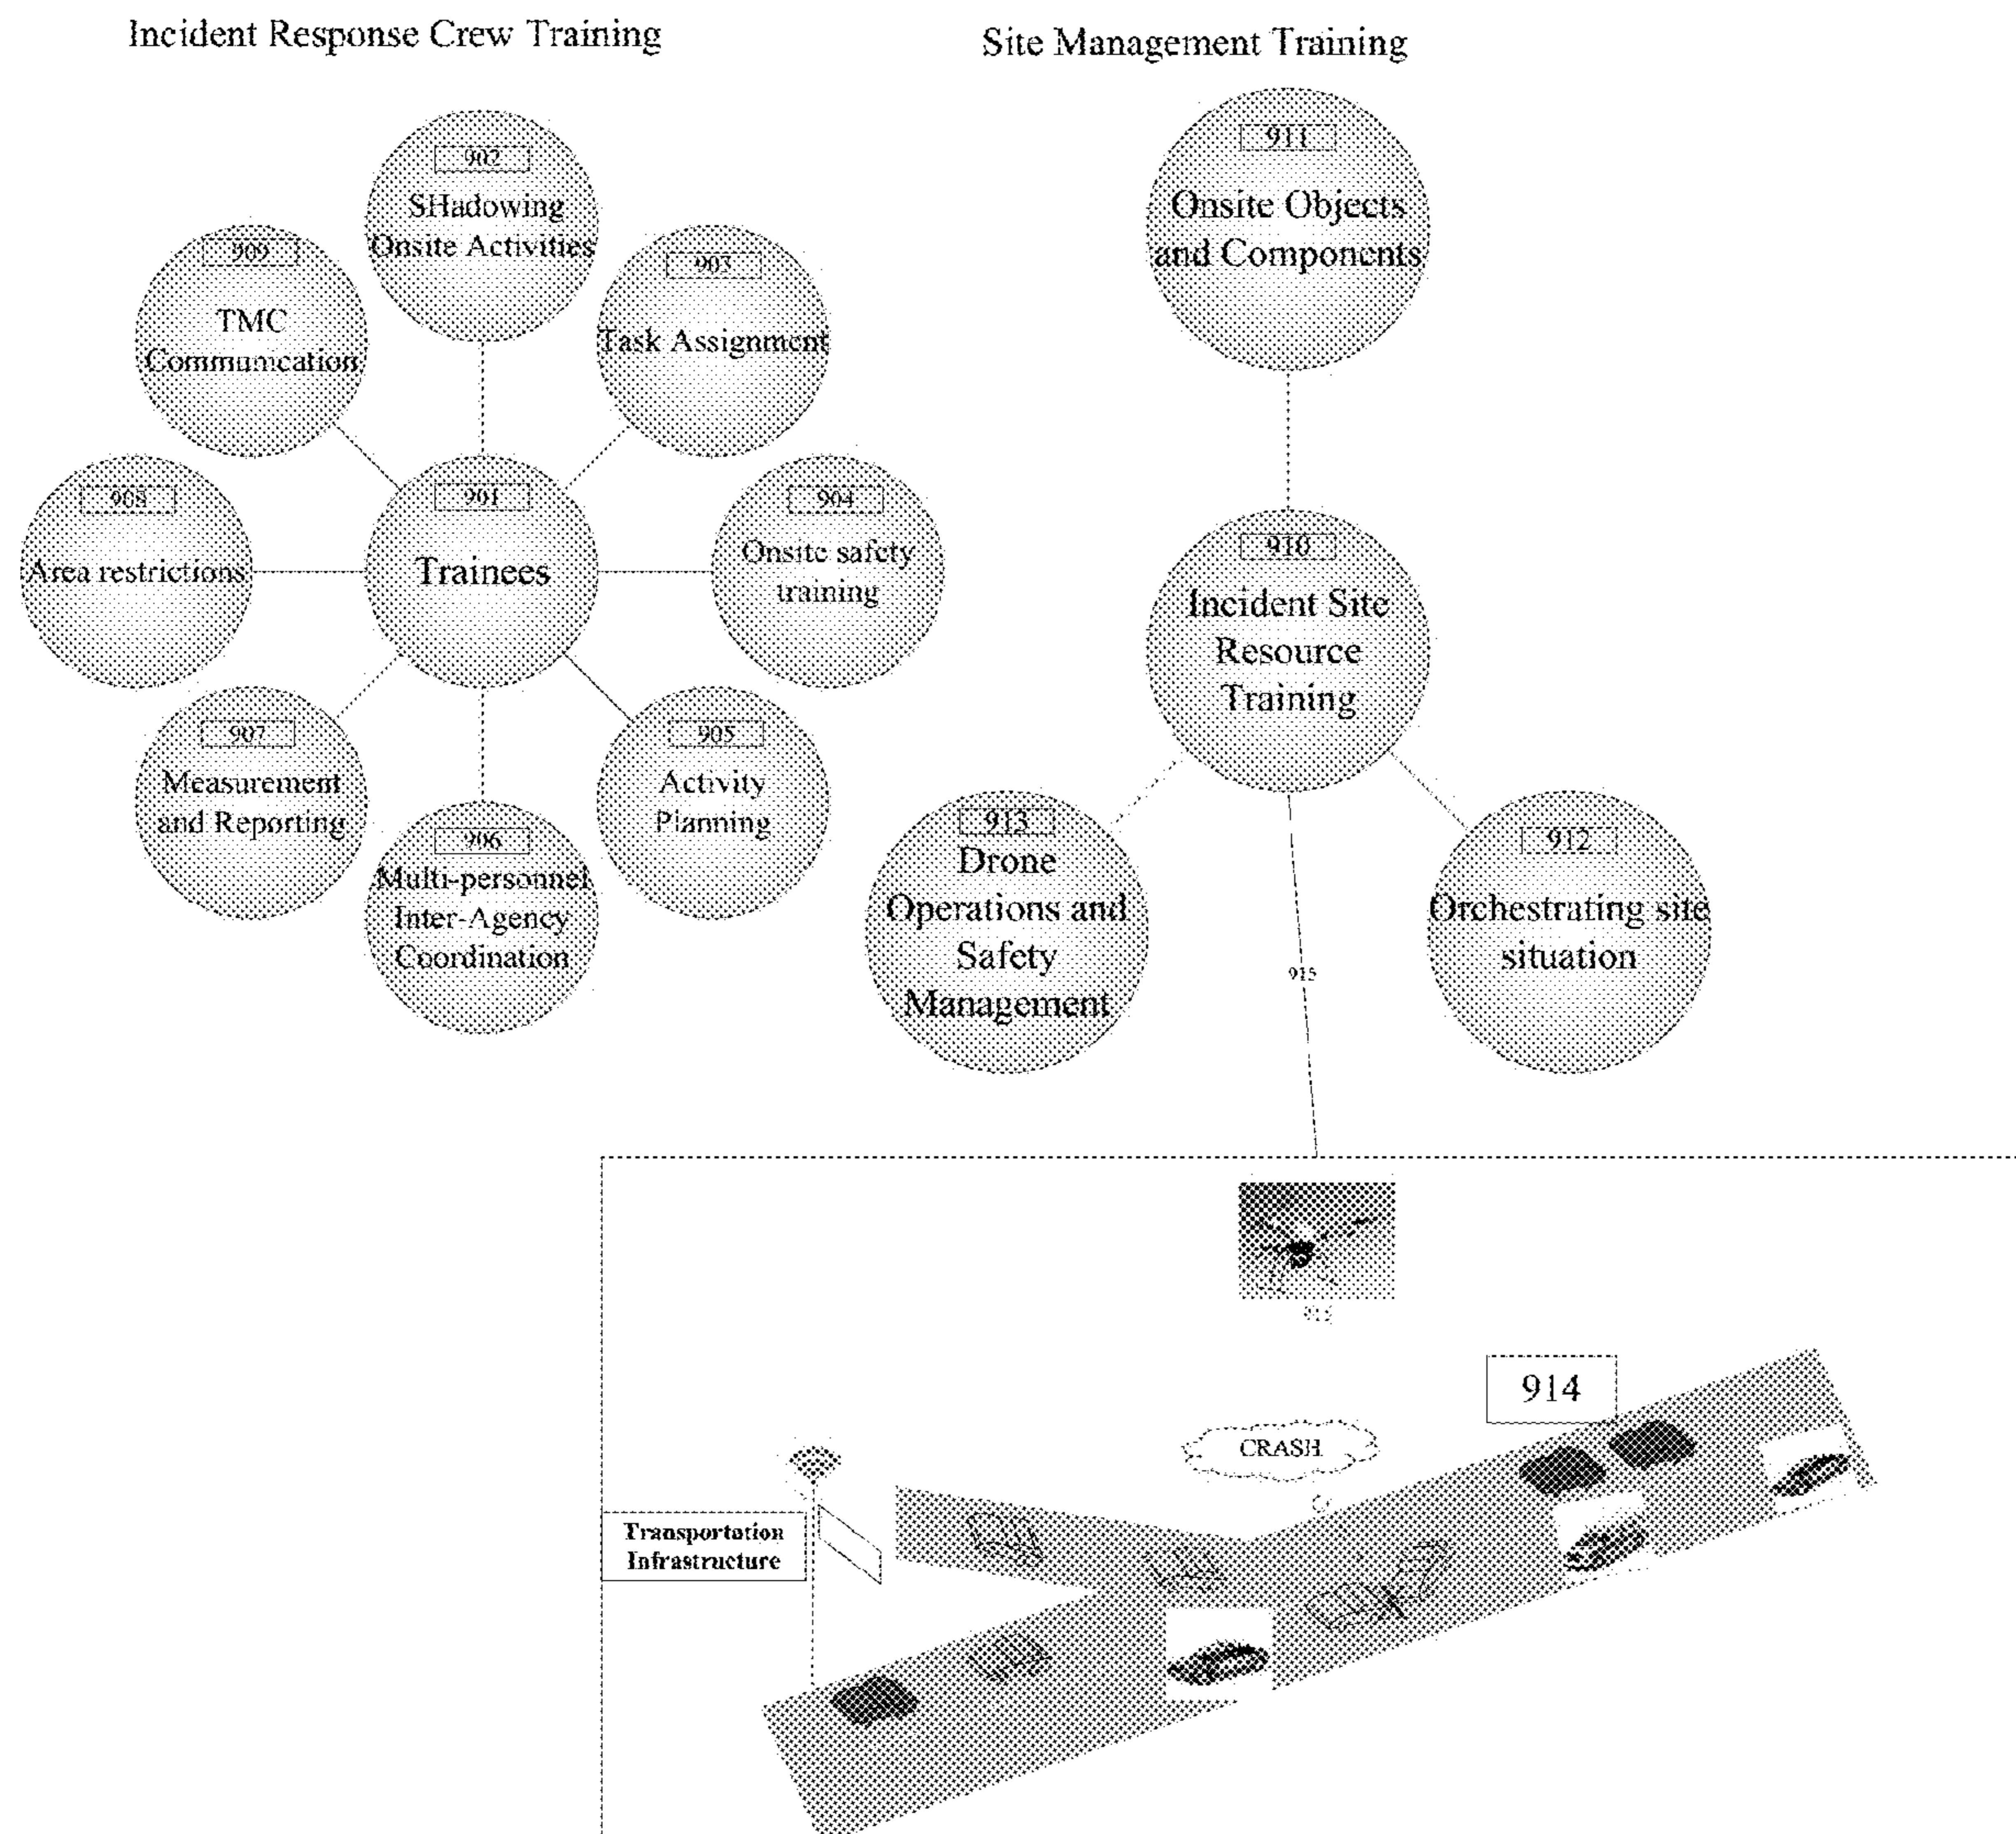 Incident Response Crew Training
Site Management Training
902
SHadowing
Onsite Activities
909
TMC
Communication
903
Task Assignment
908
Area restrictions
901
Trainees
904
Onsite safety
training
907
Measurement
and Reporting
906
Multi-personnel
Inter-Agency
Coordination
905
Activity
Planning
911
Onsite Objects
and Components
910
Incident Site
Resource
Training
913
Drone
Operations and
Safety
Management
912
Orchestrating site
situation
915
914
CRASH
Transportation
Infrastructure